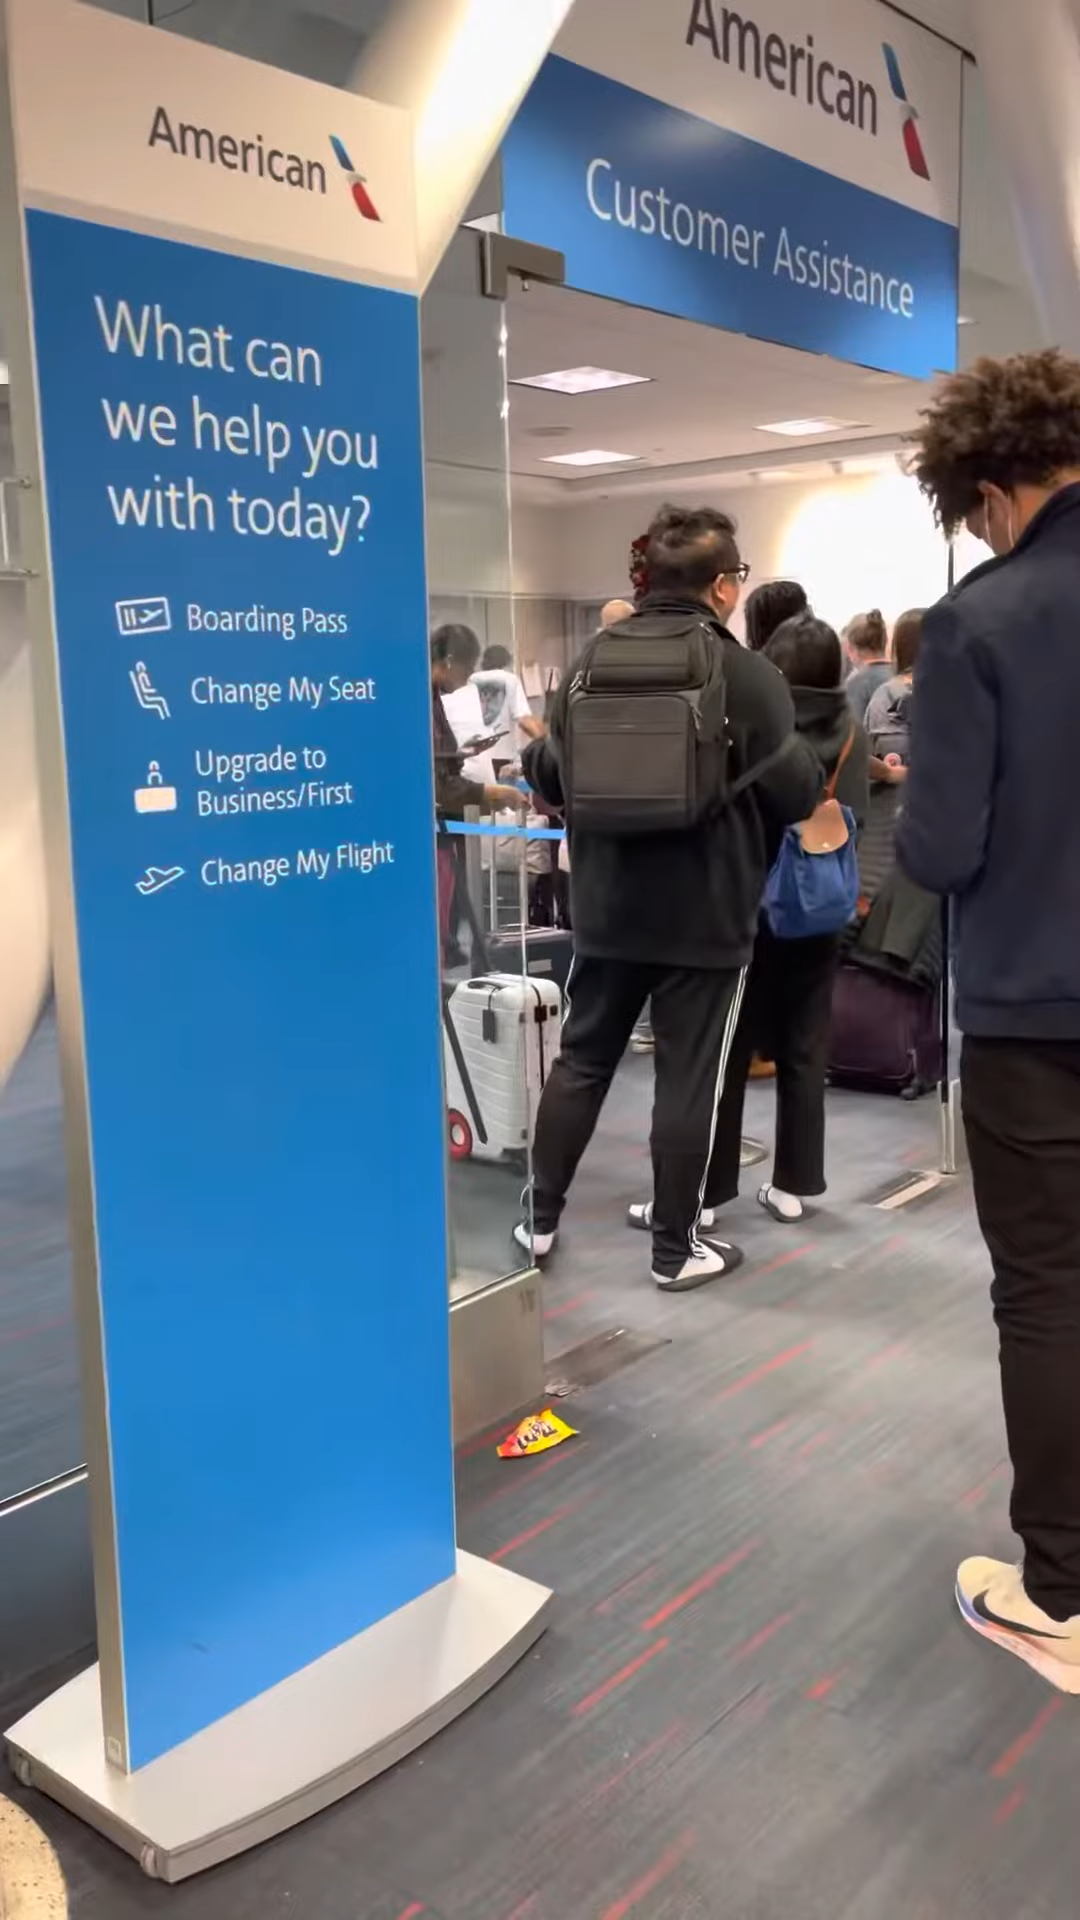 American
What can
we help you
with today?
Boarding Pass
Change My Seat
Upgrade to
Business/First
Change My Flight
American
Customer Assistance
m&m's